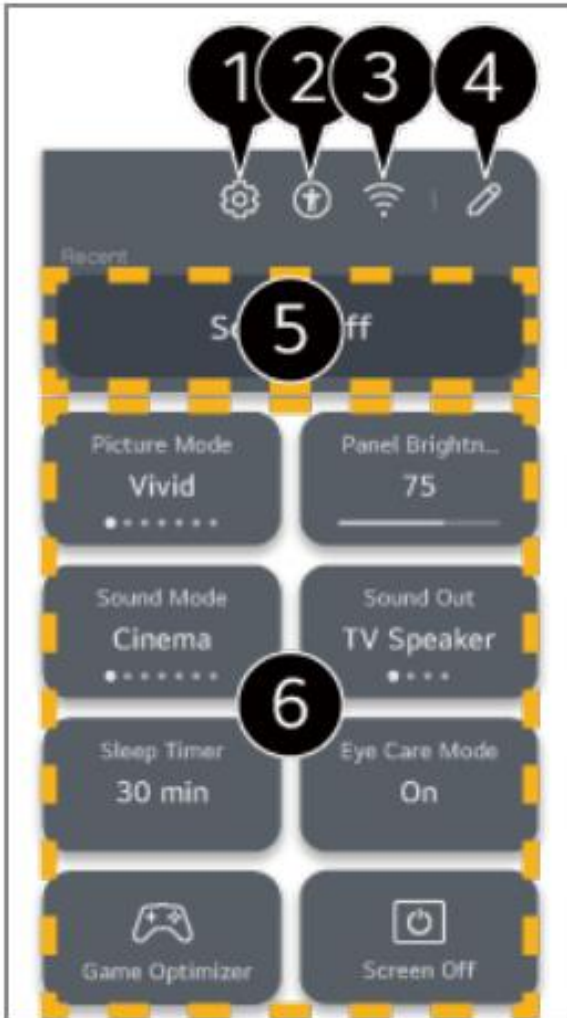 1 2 3 4
Recent
5
Picture Mode
Vivid
Panel Brightn...
75
Sound Mode
Cinema
Sound Out
TV Speaker
6
Sleep Timer
30 min
Eye Care Mode
On
Game Optimizer
Screen Off